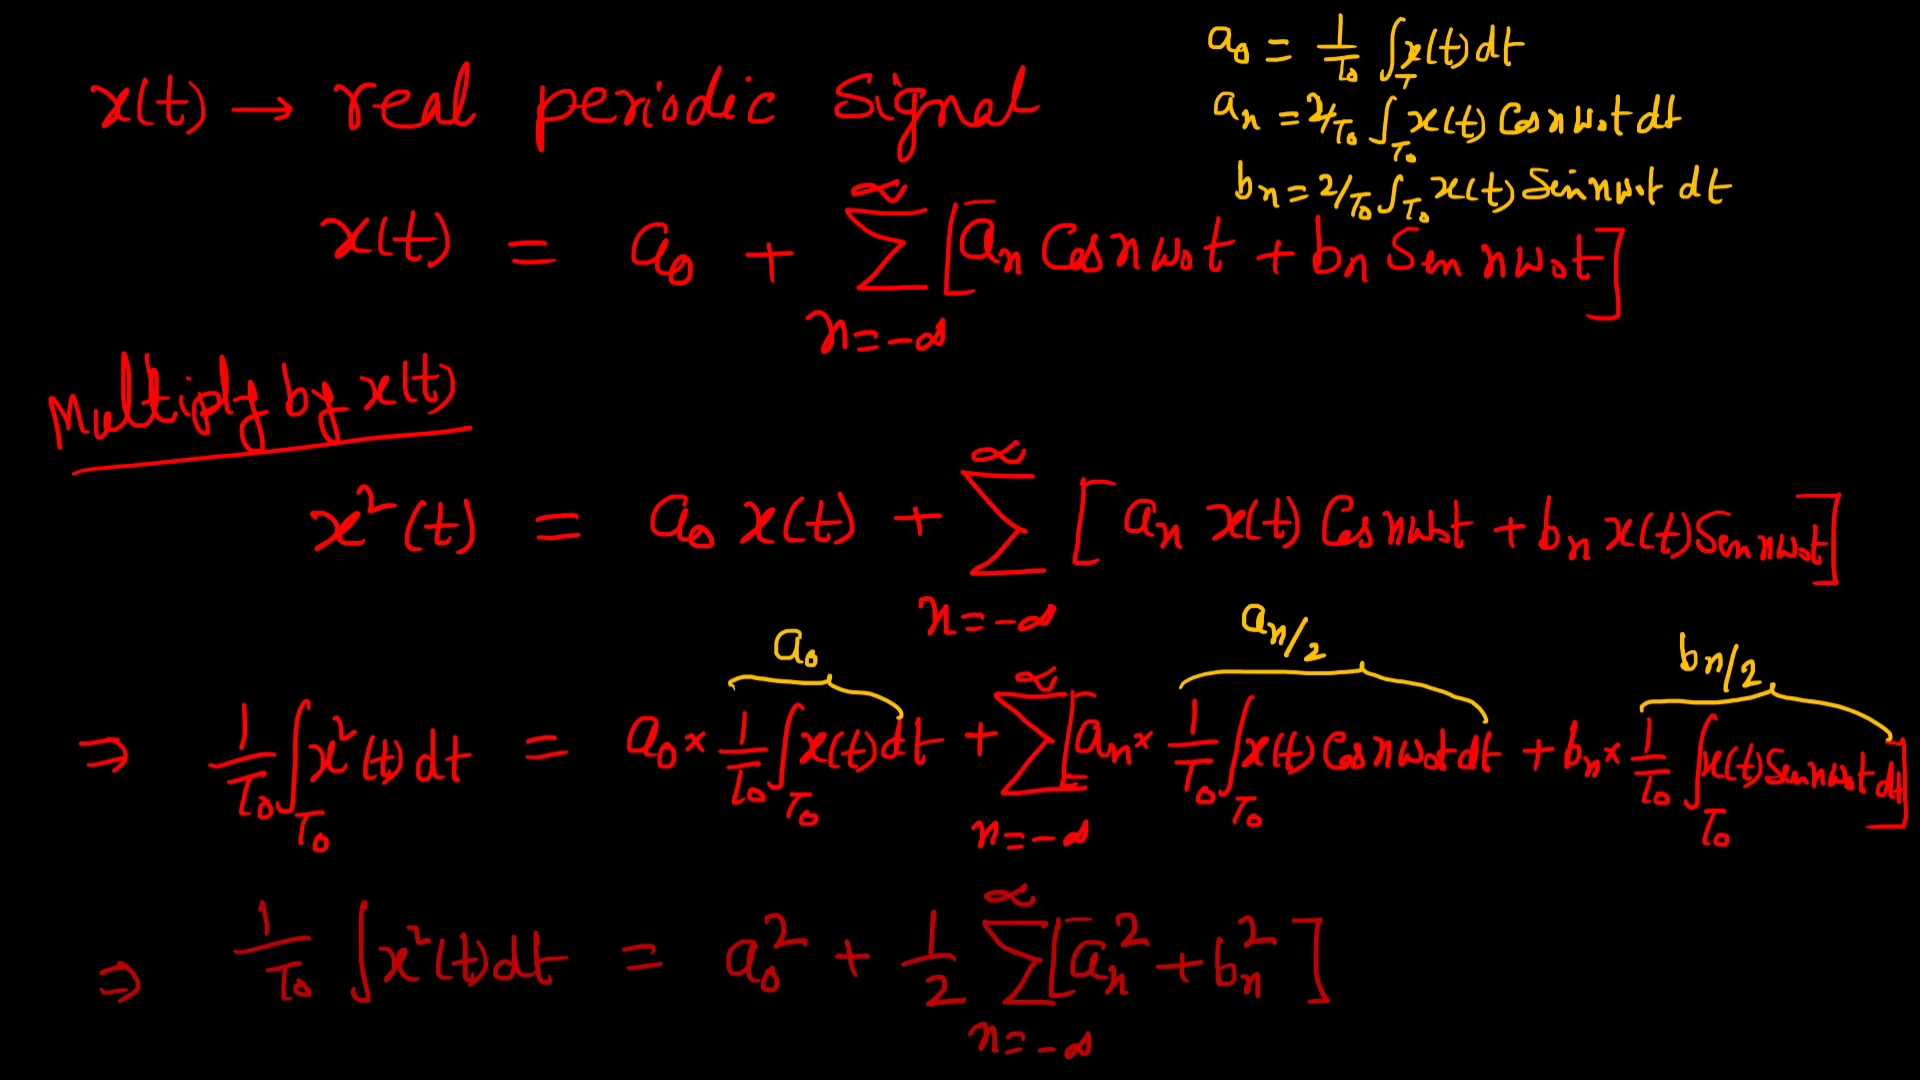 a₀ = 1/T₀ ∫_T x(t) dt
x(t) → real periodic signal
aₙ = 2/T₀ ∫_T₀ x(t) Cos nω₀t dt
bₙ = 2/T₀ ∫_T₀ x(t) Sin nω₀t dt
x(t) = a₀ + ∑_{n=-∞}^{∞} [aₙ Cos nω₀t + bₙ Sin nω₀t]
Multiply by x(t)
x²(t) = a₀ x(t) + ∑_{n=-∞}^{∞} [aₙ x(t) Cos nω₀t + bₙ x(t) Sin nω₀t]
a₀ aₙ/2 bₙ/2
⇒ 1/T₀ ∫_T₀ x²(t) dt = a₀ × 1/T₀ ∫_T₀ x(t) dt + ∑_{n=-∞}^{∞} [aₙ × 1/T₀ ∫_T₀ x(t) Cos nω₀t dt + bₙ × 1/T₀ ∫_T₀ x(t) Sin nω₀t dt]
⇒ 1/T₀ ∫ x²(t) dt = a₀² + 1/2 ∑_{n=-∞}^{∞} [aₙ² + bₙ²]